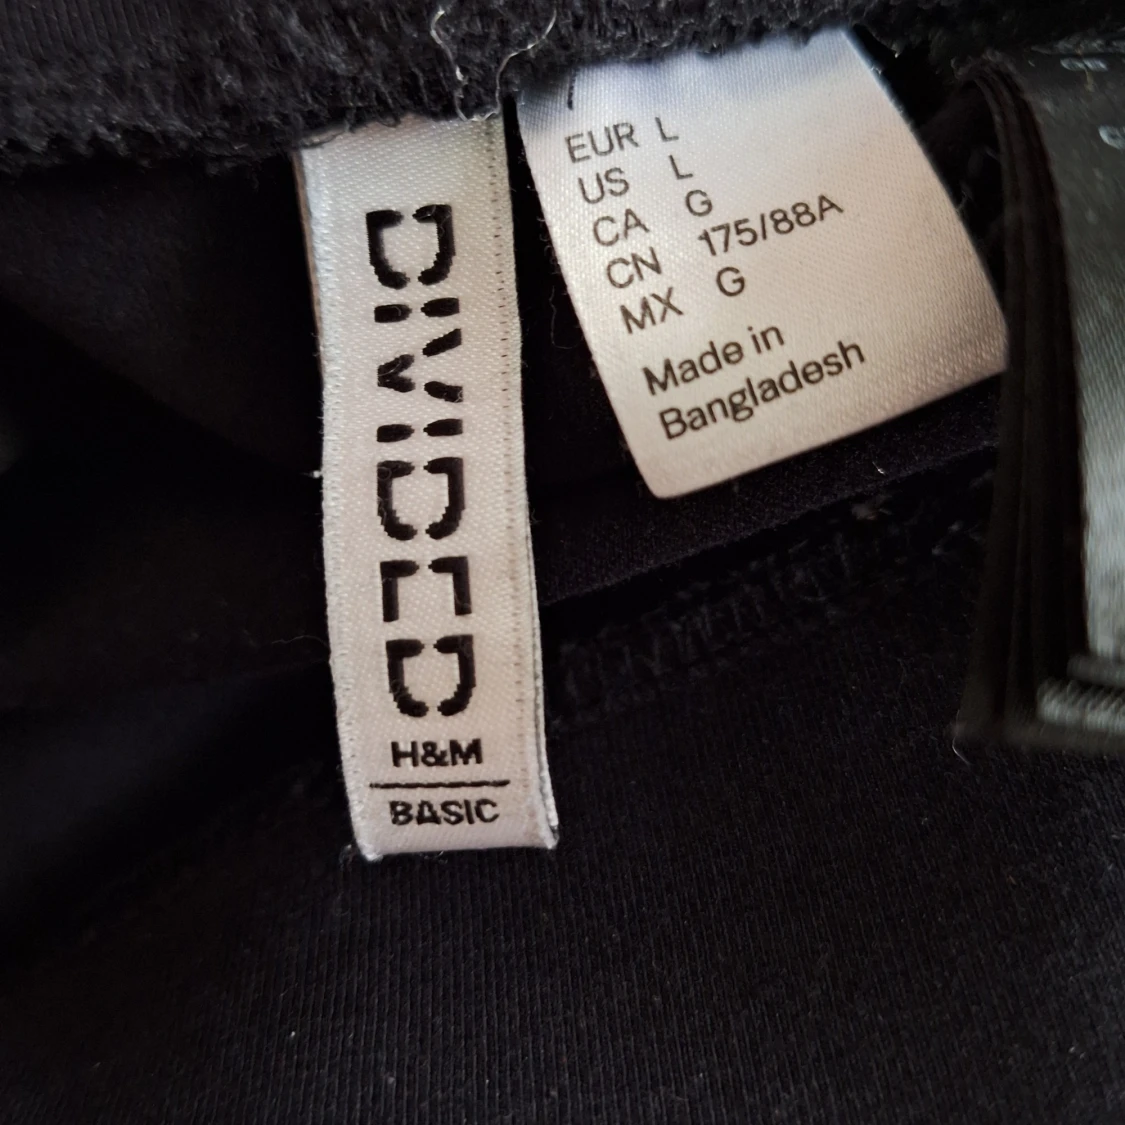 DIVIDED
H&M
BASIC
EUR L
US L
CA G
CN 175/88A
MX G
Made in
Bangladesh